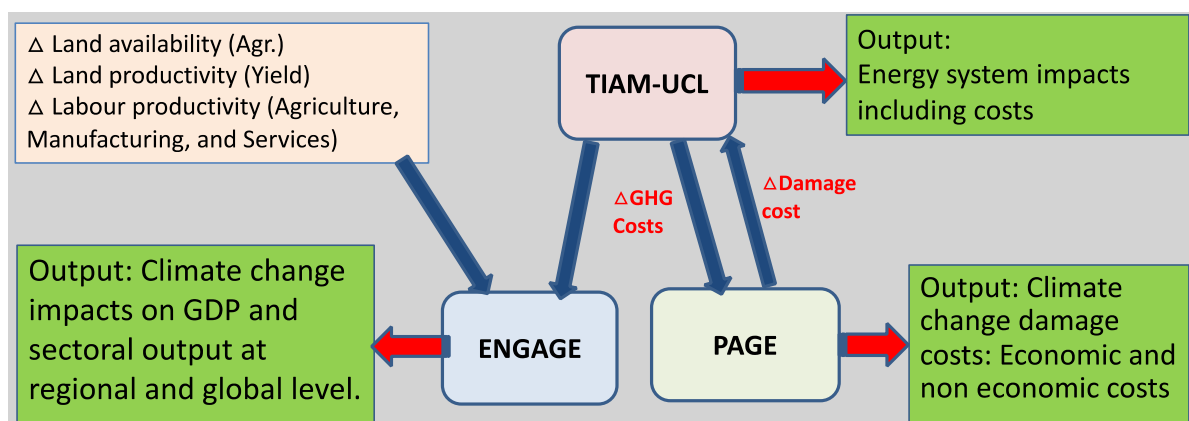 △ Land availability (Agr.)
△ Land productivity (Yield)
△ Labour productivity (Agriculture,
Manufacturing, and Services)
TIAM-UCL
Output:
Energy system impacts
including costs
△GHG
Costs
△Damage
cost
Output: Climate change
impacts on GDP and
sectoral output at
regional and global level.
ENGAGE
PAGE
Output: Climate
change damage
costs: Economic and
non economic costs